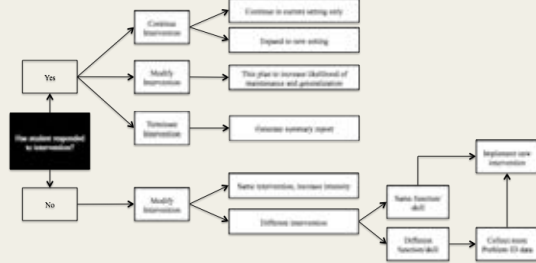 Continue in current setting only
Continue
Intervention
Expand to new setting
Yes
Modify
Intervention
This plan to increase likelihood of
maintenance and generalization
Terminate
Intervention
Generate summary report
Has student responded
to intervention?
Implement new
intervention
No
Modify
Intervention
Same intervention, increase intensity
Same function/
skill
Different intervention
Different
function/skill
Collect more
Problem ID data